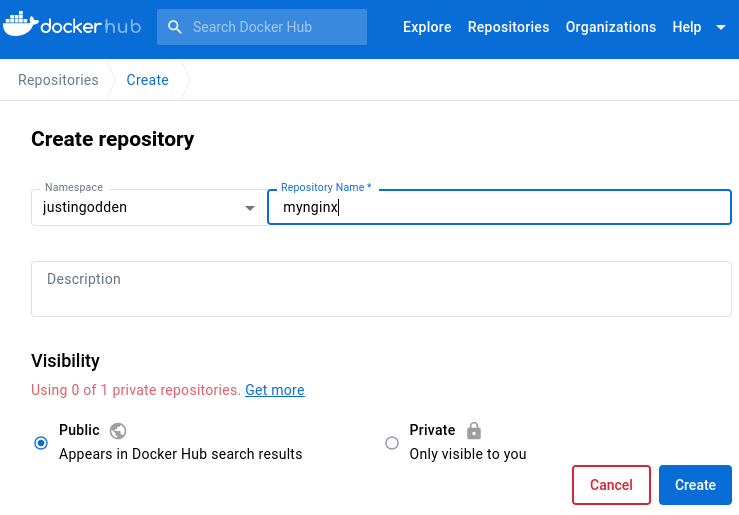 dockerhub Search Docker Hub Explore Repositories Organizations Help
Repositories Create
Create repository
Namespace Repository Name *
justingodden mynginx
Description
Visibility
Using 0 of 1 private repositories. Get more
Public Private
Appears in Docker Hub search results Only visible to you
Cancel Create